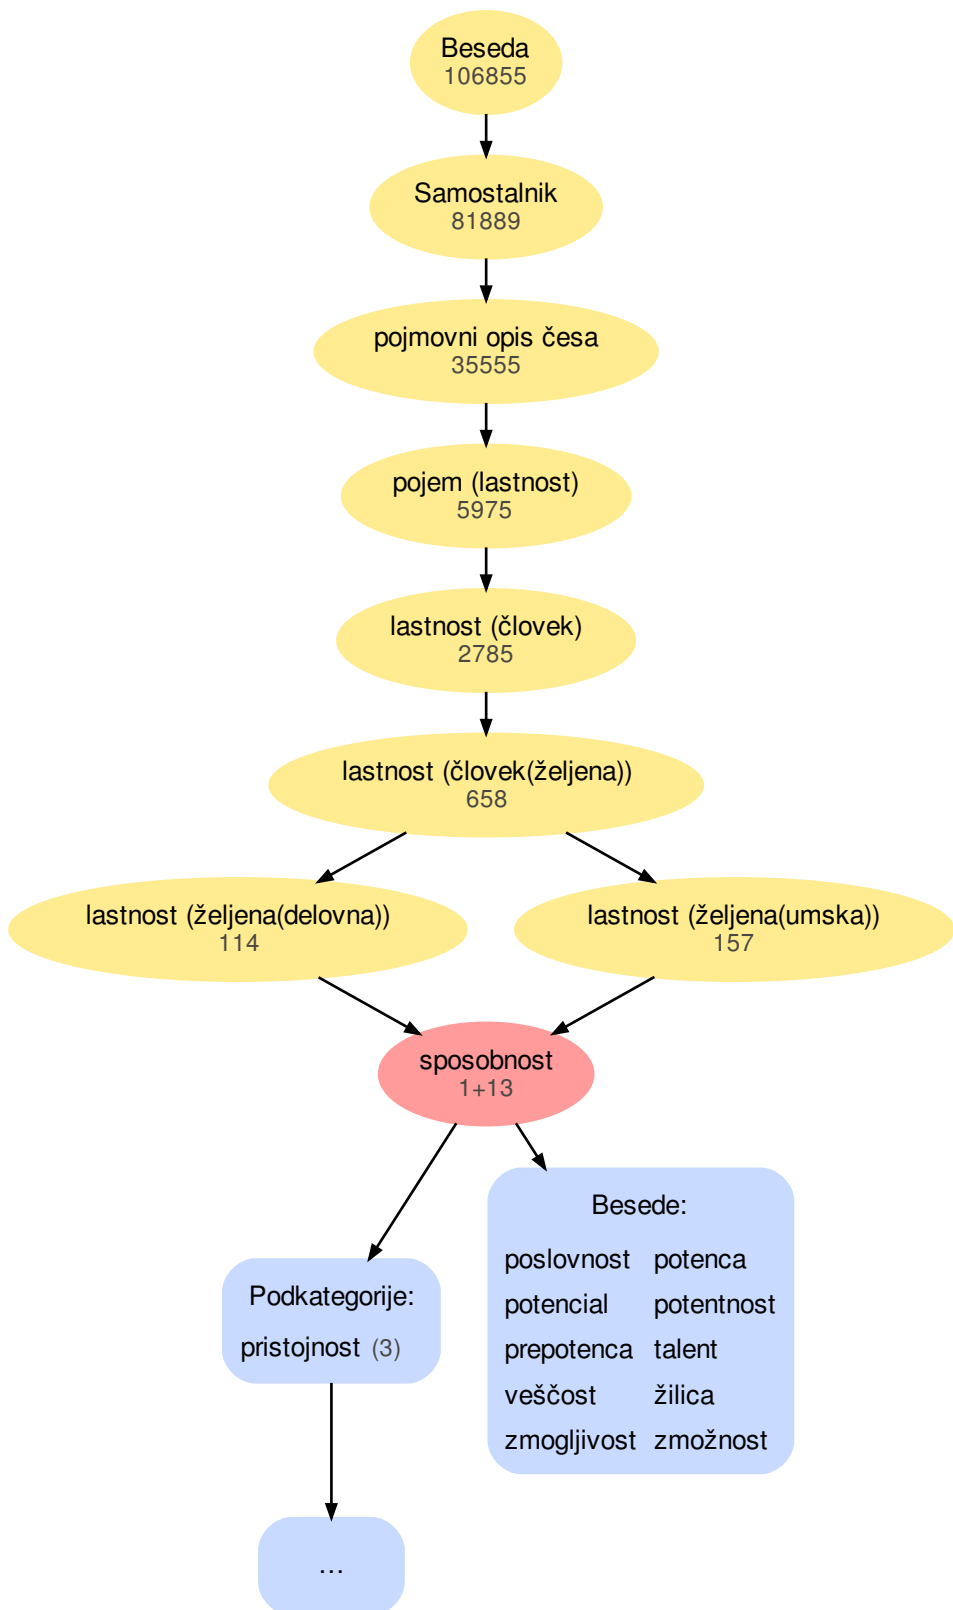 Beseda
106855
Samostalnik
81889
pojmovni opis česa
35555
pojem (lastnost)
5975
lastnost (človek)
2785
lastnost (človek(željena))
658
lastnost (željena(delovna))
114
lastnost (željena(umska))
157
sposobnost
1+13
Besede:
poslovnost potenca
potencial potentnost
prepotenca talent
veščost žilica
zmogljivost zmožnost
Podkategorije:
pristojnost (3)
...